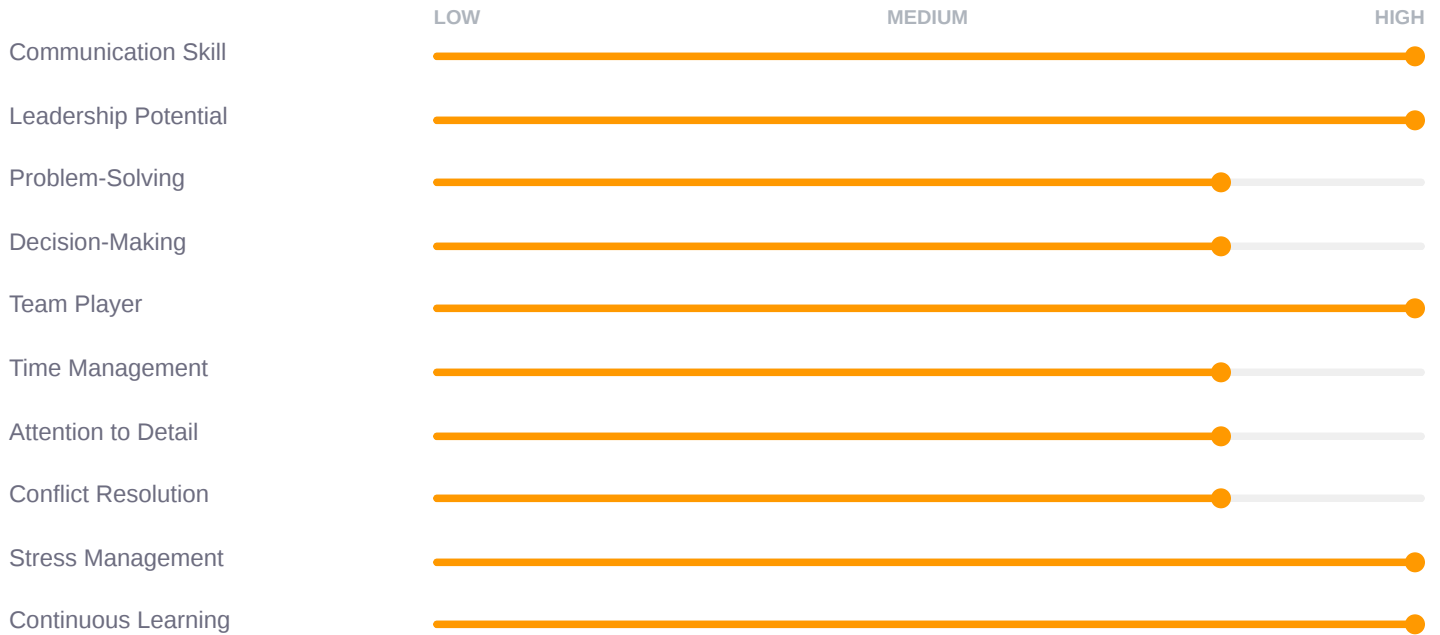 LOW MEDIUM HIGH
Communication Skill
Leadership Potential
Problem-Solving
Decision-Making
Team Player
Time Management
Attention to Detail
Conflict Resolution
Stress Management
Continuous Learning